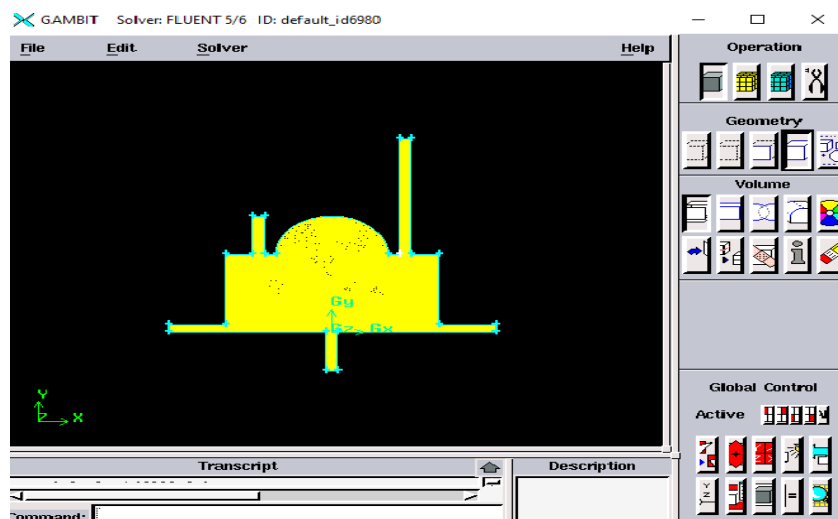 GAMBIT Solver: FLUENT 5/6 ID: default_id6980
File Edit Solver Help
Operation
Geometry
Volume
Gy
Gz Gx
Y
Z X
Global Control
Active
Transcript
Description
Command: